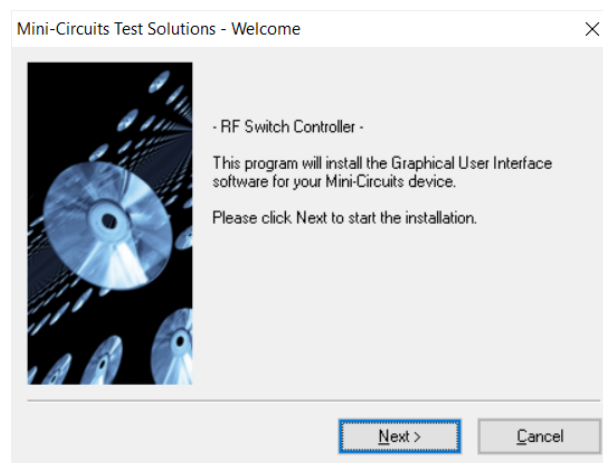 Mini-Circuits Test Solutions - Welcome
- RF Switch Controller -
This program will install the Graphical User Interface
software for your Mini-Circuits device.
Please click Next to start the installation.
Next >
Cancel